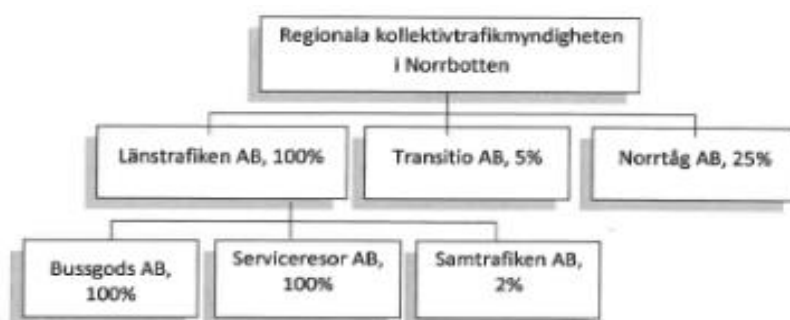 Regionala kollektivtrafikmyndigheten
i Norrbotten
Länstrafiken AB, 100%
Transitio AB, 5%
Norrtåg AB, 25%
Bussgods AB,
100%
Serviceresor AB,
100%
Samtrafiken AB,
2%